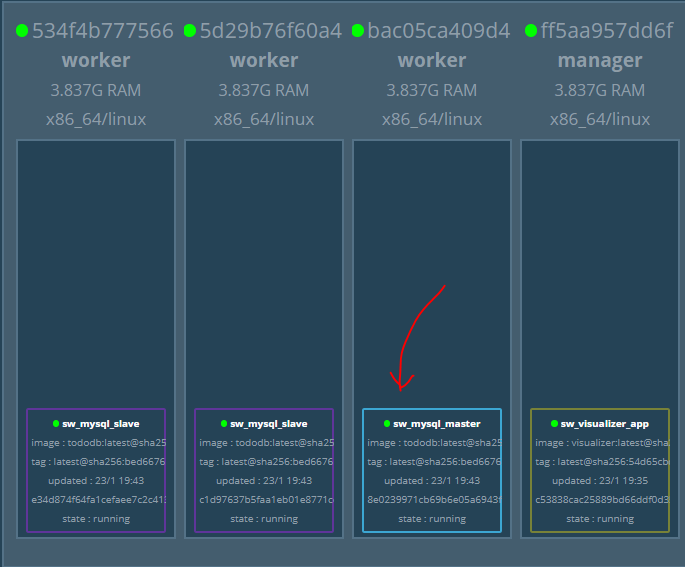 534f4b777566
worker
3.837G RAM
x86_64/linux
sw_mysql_slave
image : tododb:latest@sha25
tag : latest@sha256:bed6676
updated : 23/1 19:43
e34d874f64fa1cefaee7c2c41
state : running
5d29b76f60a4
worker
3.837G RAM
x86_64/linux
sw_mysql_slave
image : tododb:latest@sha25
tag : latest@sha256:bed6676
updated : 23/1 19:43
c1d97637b5faa1eb01e8771c
state : running
bac05ca409d4
worker
3.837G RAM
x86_64/linux
sw_mysql_master
image : tododb:latest@sha25
tag : latest@sha256:bed6676
updated : 23/1 19:43
8e0239971cb69b6e05a6943f
state : running
ff5aa957dd6f
manager
3.837G RAM
x86_64/linux
sw_visualizer_app
image : visualizer:latest@sha
tag : latest@sha256:54d65cb
updated : 23/1 19:35
c53838cac25889bd66ddf0d3
state : running